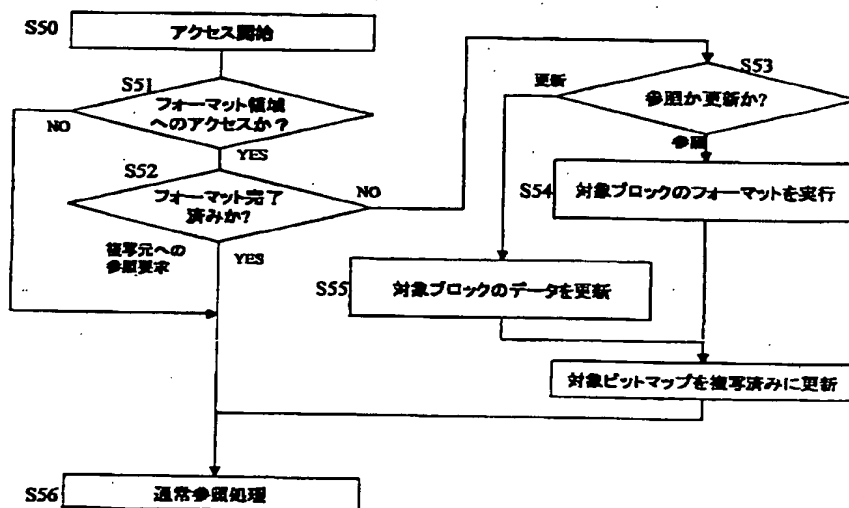 S50
アクセス開始
S51
フォーマット領域
へのアクセスか？
NO
YES
S52
フォーマット完了
済みか?
NO
YES
複写元への
参照要求
S53
参照か更新か?
更新
参照
S54
対象ブロックのフォーマットを実行
S55
対象ブロックのデータを更新
対象ビットマップを複写済みに更新
S56
通常参照処理